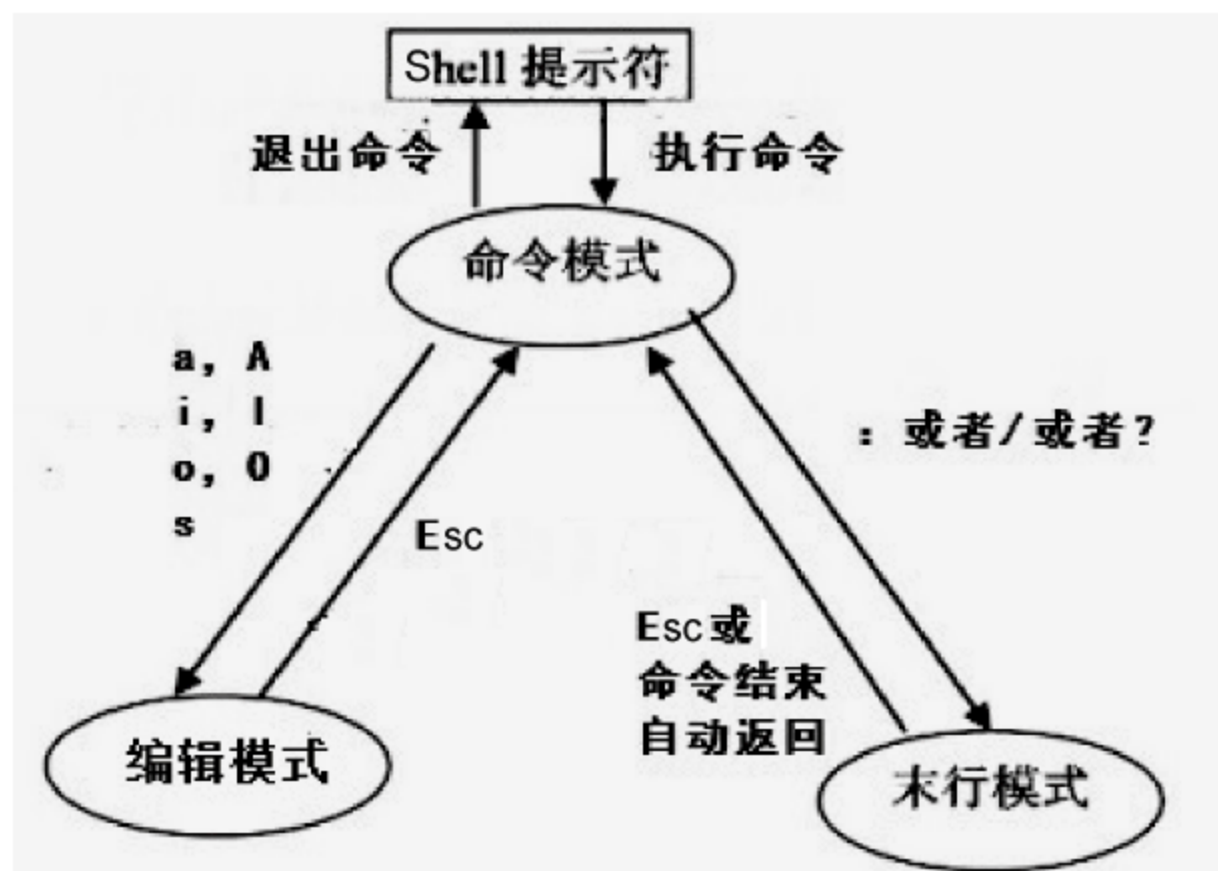 Shell 提示符
退出命令
执行命令
命令模式
a, A
i, I
o, O
s
: 或者/或者?
Esc
Esc或
命令结束
自动返回
编辑模式
末行模式